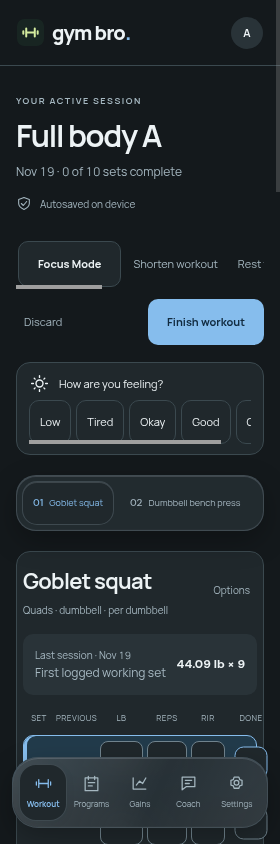 gym bro.
A
YOUR ACTIVE SESSION
Full body A
Nov 19 · 0 of 10 sets complete
Autosaved on device
Focus Mode
Shorten workout
Rest
Discard
Finish workout
How are you feeling?
Low
Tired
Okay
Good
01 Goblet squat
02 Dumbbell bench press
Goblet squat
Options
Quads · dumbbell · per dumbbell
Last session · Nov 19
First logged working set
44.09 lb × 9
SET PREVIOUS LB REPS RIR DONE
Workout
Programs
Gains
Coach
Settings